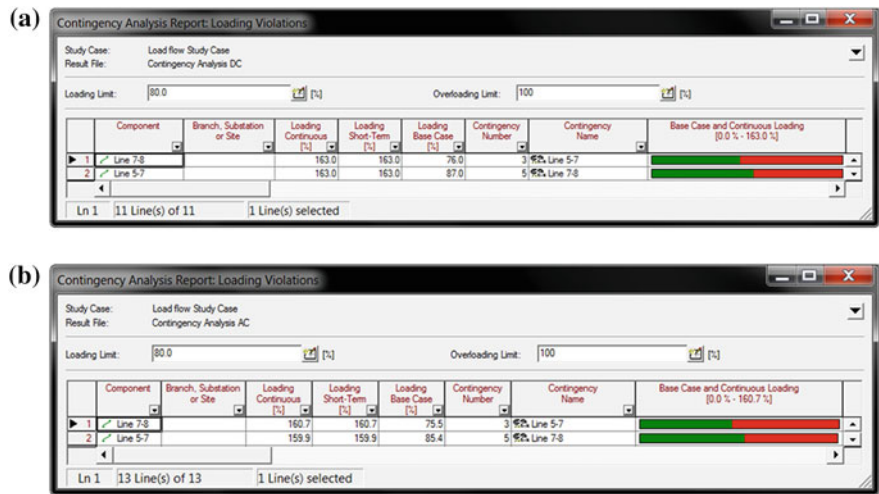 (a)
Contingency Analysis Report: Loading Violations
Study Case: Load flow Study Case
Result File: Contingency Analysis DC
Loading Limit: 80.0 [%] Overloading Limit: 100 [%]
Component Branch, Substation or Site Loading Continuous [%] Loading Short-Term [%] Loading Base Case [%] Contingency Number Contingency Name Base Case and Continuous Loading [0.0 % - 163.0 %]
1 Line 7-8 163.0 163.0 76.0 3 Line 5-7
2 Line 5-7 163.0 163.0 87.0 5 Line 7-8
Ln 1 11 Line(s) of 11 1 Line(s) selected
(b)
Contingency Analysis Report: Loading Violations
Study Case: Load flow Study Case
Result File: Contingency Analysis AC
Loading Limit: 80.0 [%] Overloading Limit: 100 [%]
Component Branch, Substation or Site Loading Continuous [%] Loading Short-Term [%] Loading Base Case [%] Contingency Number Contingency Name Base Case and Continuous Loading [0.0 % - 160.7 %]
1 Line 7-8 160.7 160.7 75.5 3 Line 5-7
2 Line 5-7 159.9 159.9 85.4 5 Line 7-8
Ln 1 13 Line(s) of 13 1 Line(s) selected